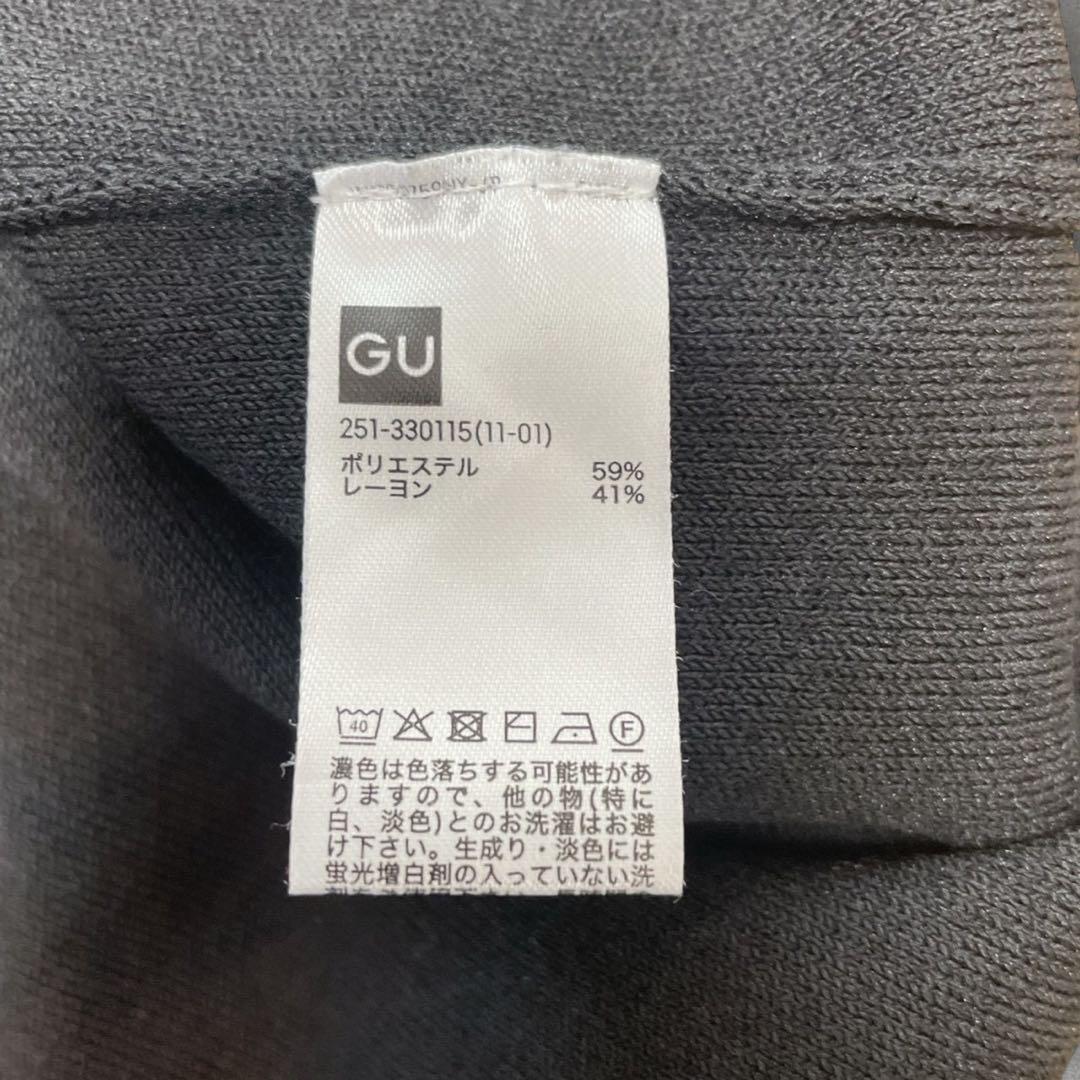 GU
251-330115(11-01)
ポリエステル 59%
レーヨン 41%
40
F
濃色は色落ちする可能性があ
りますので、他の物(特に
白、淡色)とのお洗濯はお避
け下さい。生成り・淡色には
蛍光増白剤の入っていない洗